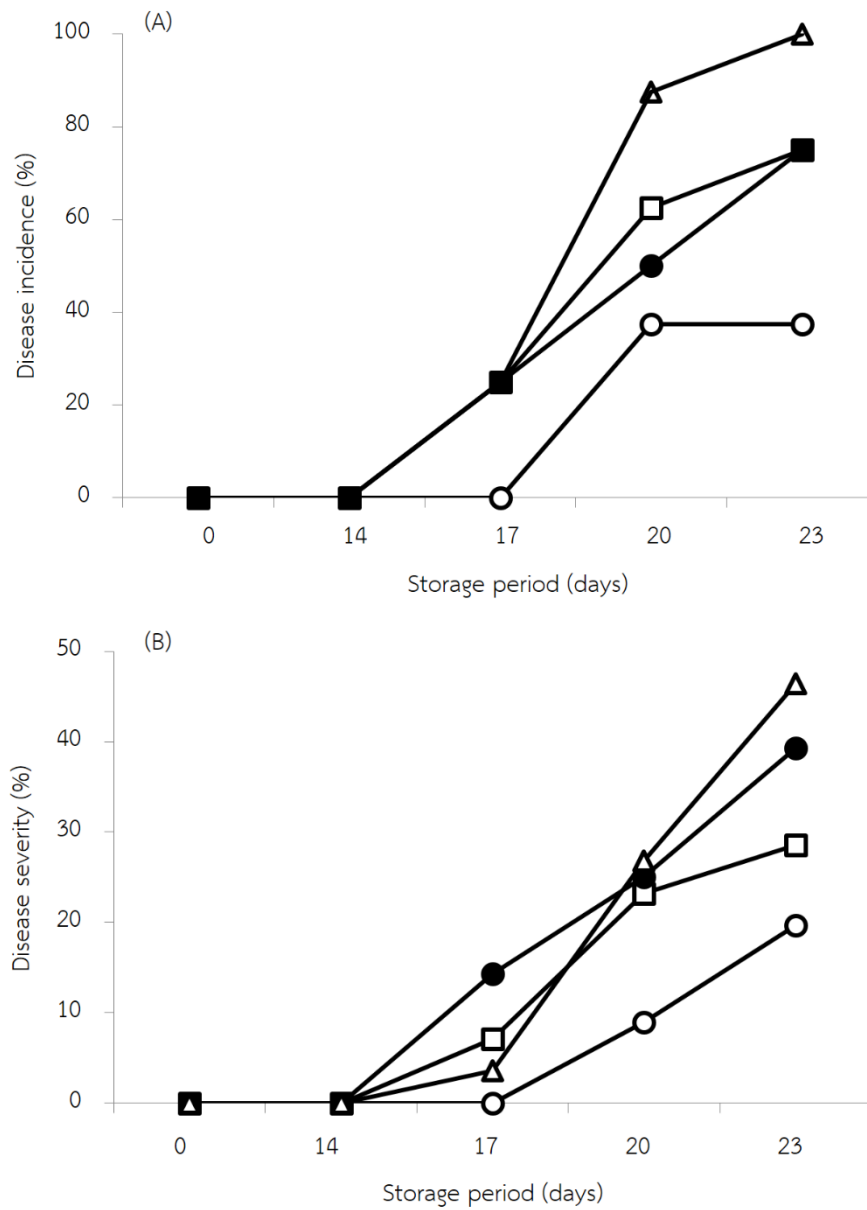 (A)
Disease incidence (%)
100
80
60
40
20
0
0 14 17 20 23
Storage period (days)
(B)
Disease severity (%)
50
40
30
20
10
0
0 14 17 20 23
Storage period (days)